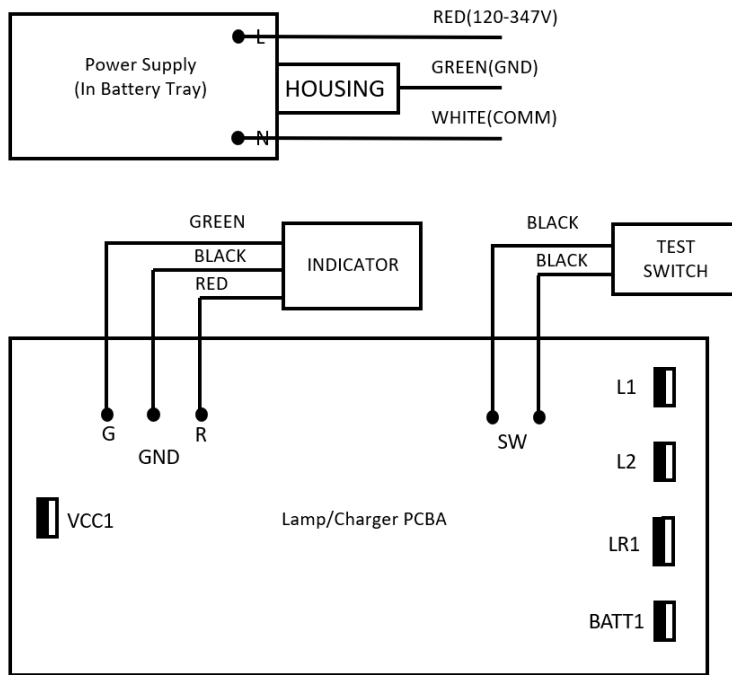 RED(120-347V)
L
Power Supply
(In Battery Tray)
GREEN(GND)
HOUSING
WHITE(COMM)
N
GREEN
BLACK
RED
INDICATOR
BLACK
BLACK
TEST
SWITCH
G
GND
R
SW
L1
L2
VCC1
Lamp/Charger PCBA
LR1
BATT1